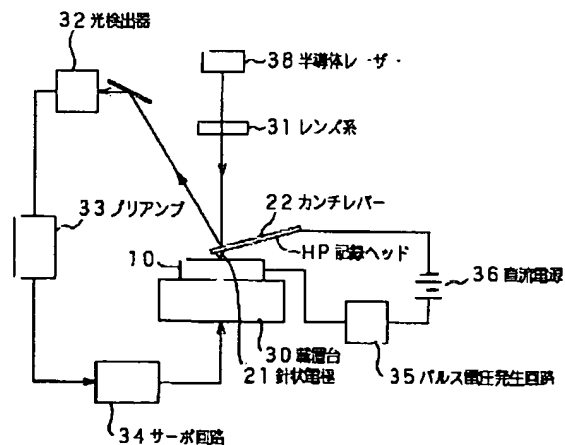 32 光検出器
38 半導体レーザ・
31 レンズ系
33 プリアンプ
22 カンチレバー
HP 記録ヘッド
10
36 直流電源
30 載置台
21 針状電極
35 パルス電圧発生回路
34 サーボ回路